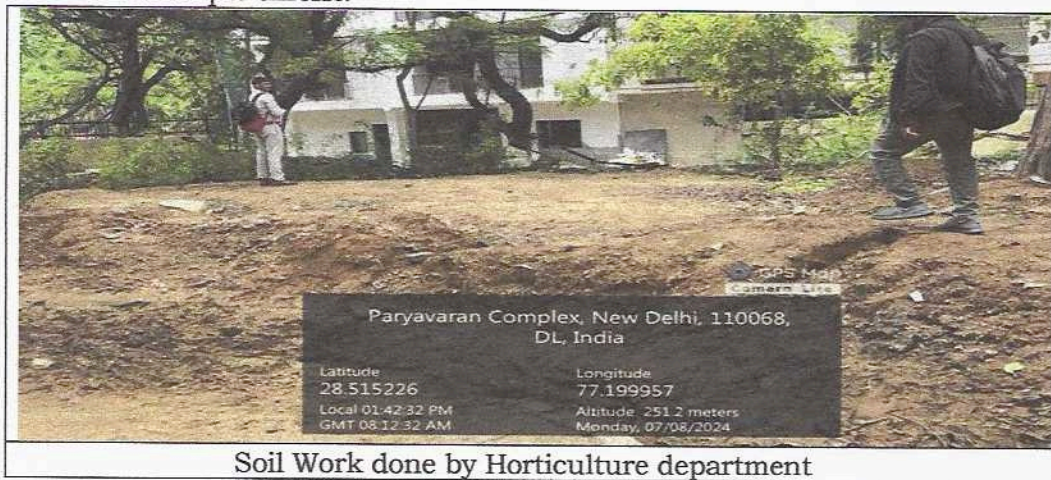 GPS Map
Camera Lite
Paryavaran Complex, New Delhi, 110068,
DL, India
Latitude
28.515226
Longitude
77.199957
Local 01:42:32 PM
GMT 08:12:32 AM
Altitude 251.2 meters
Monday, 07/08/2024
Soil Work done by Horticulture department